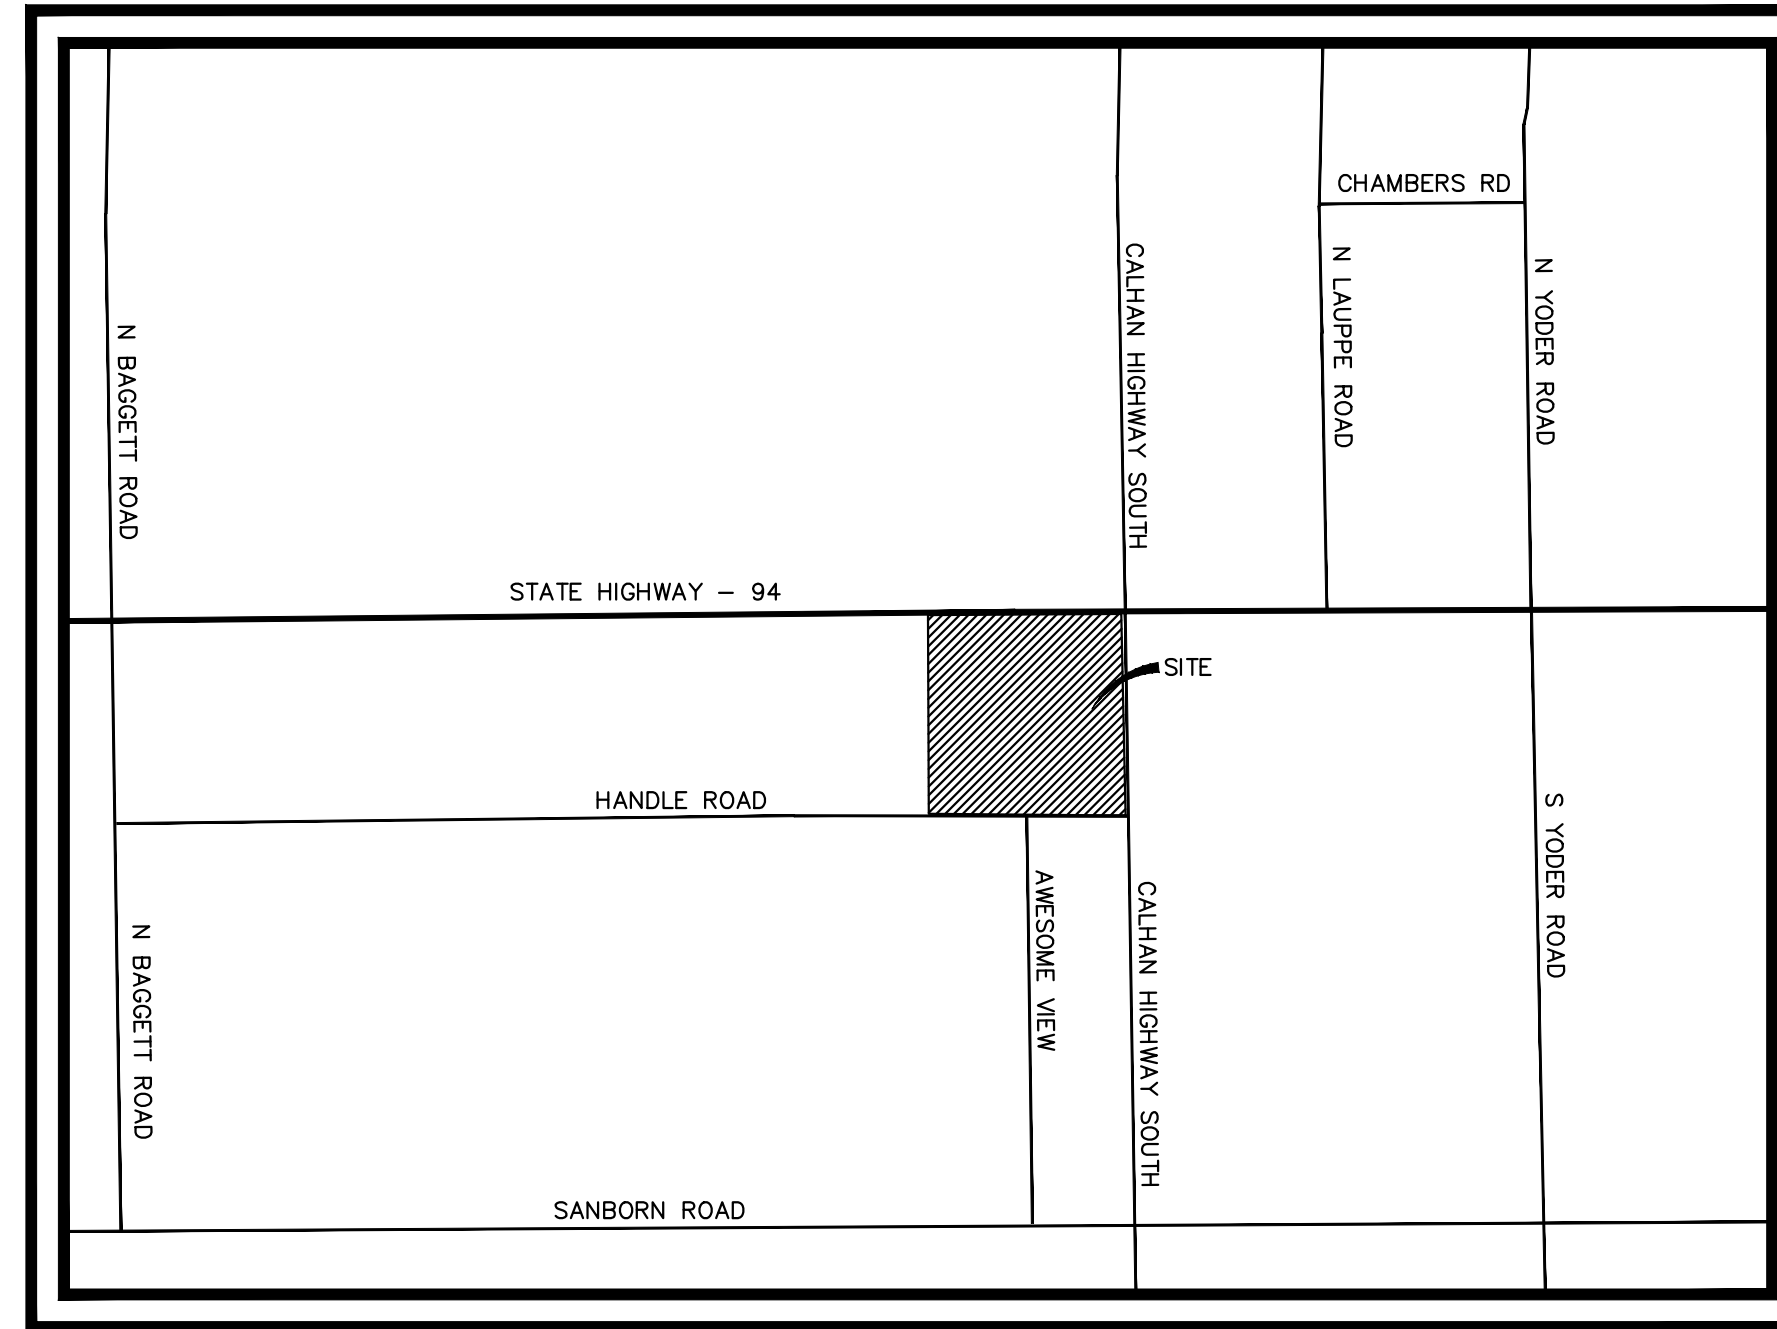 CHAMBERS RD
CALHAN HIGHWAY SOUTH
N LAUPPE ROAD
N YODER ROAD
N BAGGETT ROAD
STATE HIGHWAY - 94
SITE
HANDLE ROAD
S YODER ROAD
AWESOME VIEW
CALHAN HIGHWAY SOUTH
N BAGGETT ROAD
SANBORN ROAD